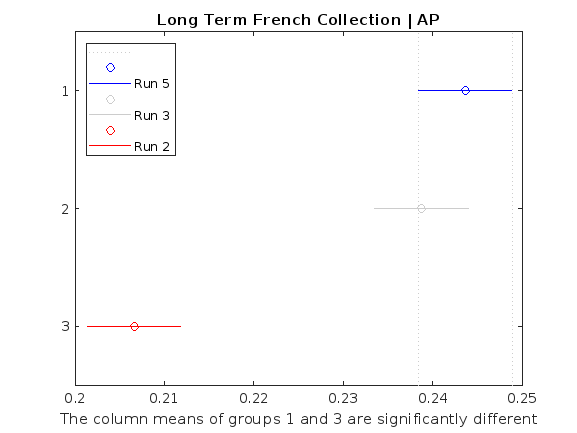 Long Term French Collection | AP
Run 5
Run 3
Run 2
1
2
3
0.2 0.21 0.22 0.23 0.24 0.25
The column means of groups 1 and 3 are significantly different